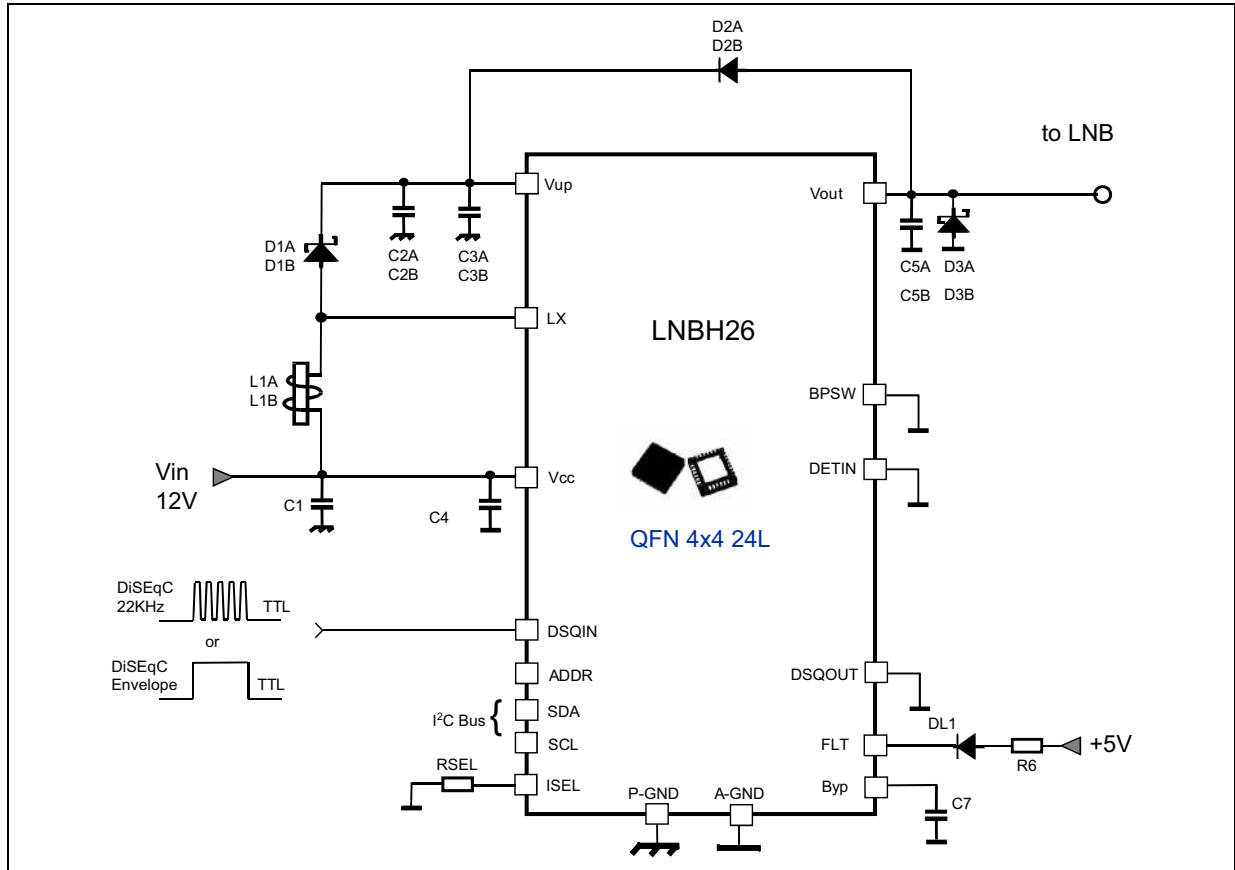 D2A
D2B
to LNB
Vup
Vout
D1A
D1B
C2A
C2B
C3A
C3B
C5A
C5B
D3A
D3B
LX
LNBH26
L1A
L1B
BPSW
Vin
12V
Vcc
DETIN
C1
C4
QFN 4x4 24L
DiSEqC
22KHz
TTL
or
DiSEqC
Envelope
TTL
DSQIN
ADDR
DSQOUT
I²C Bus {
SDA
SCL
DL1
FLT
+5V
R6
RSEL
ISEL
P-GND
A-GND
Byp
C7